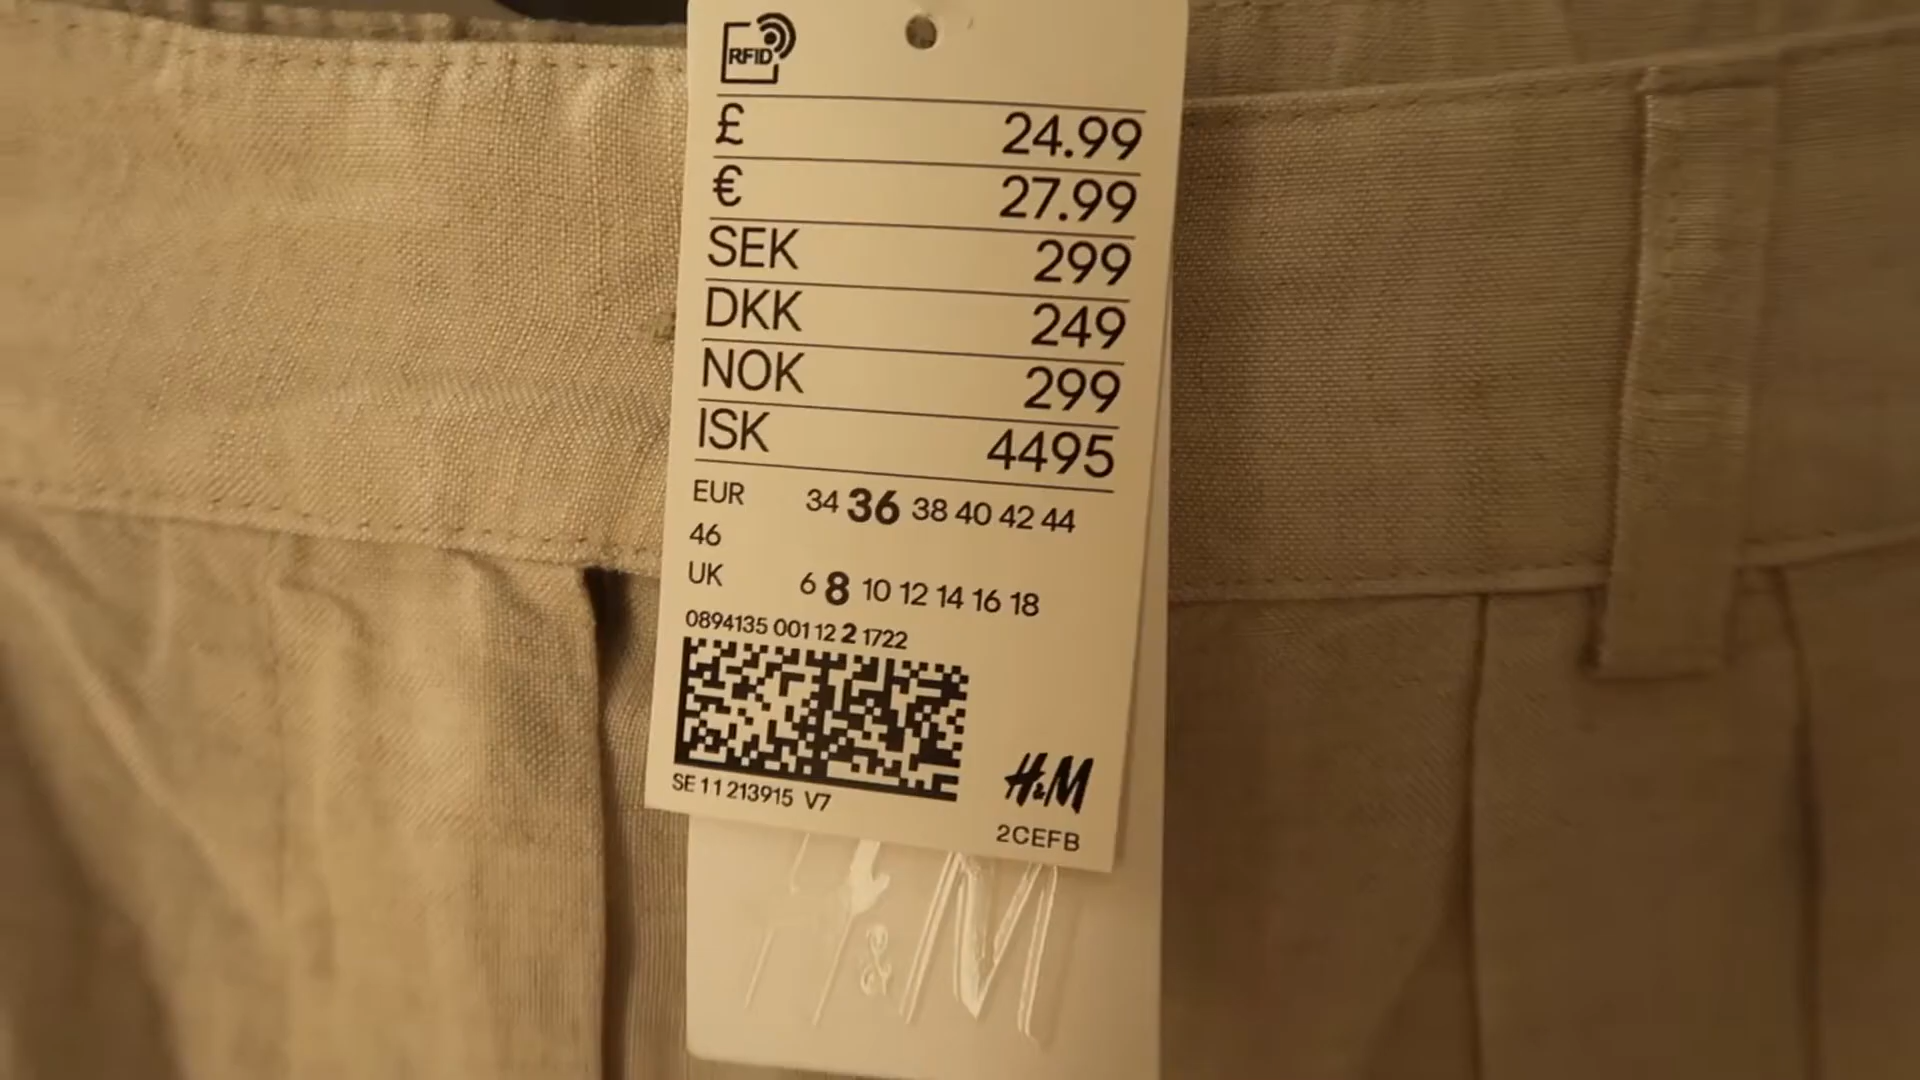 RFID
£ 24.99
€ 27.99
SEK 299
DKK 249
NOK 299
ISK 4495
EUR 34 36 38 40 42 44
46
UK 6 8 10 12 14 16 18
0894135 001 12 2 1722
SE 11 213915 V7
H&M
2CEFB
H&M